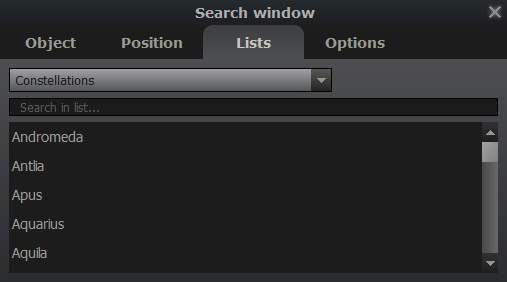 Search window
Object Position Lists Options
Constellations
Search in list...
Andromeda
Antlia
Apus
Aquarius
Aquila